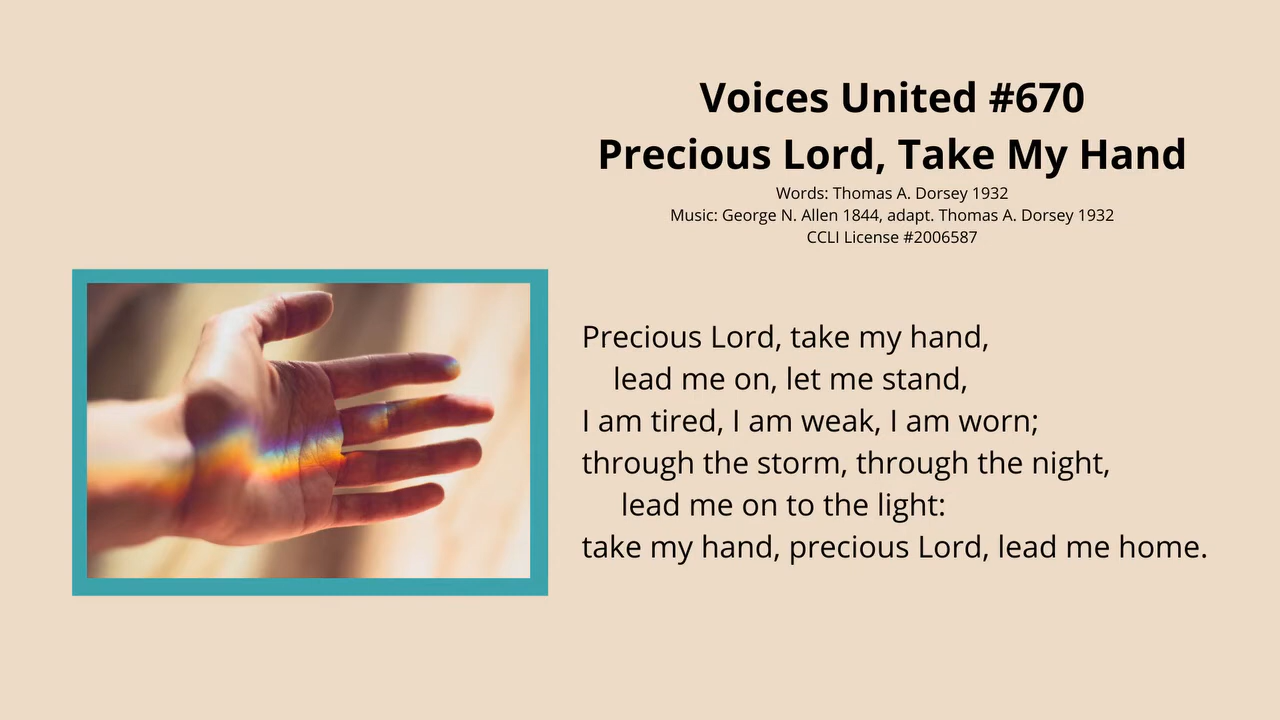 Voices United #670
Precious Lord, Take My Hand
Words: Thomas A. Dorsey 1932
Music: George N. Allen 1844, adapt. Thomas A. Dorsey 1932
CCLI License #2006587
Precious Lord, take my hand,
lead me on, let me stand,
I am tired, I am weak, I am worn;
through the storm, through the night,
lead me on to the light:
take my hand, precious Lord, lead me home.